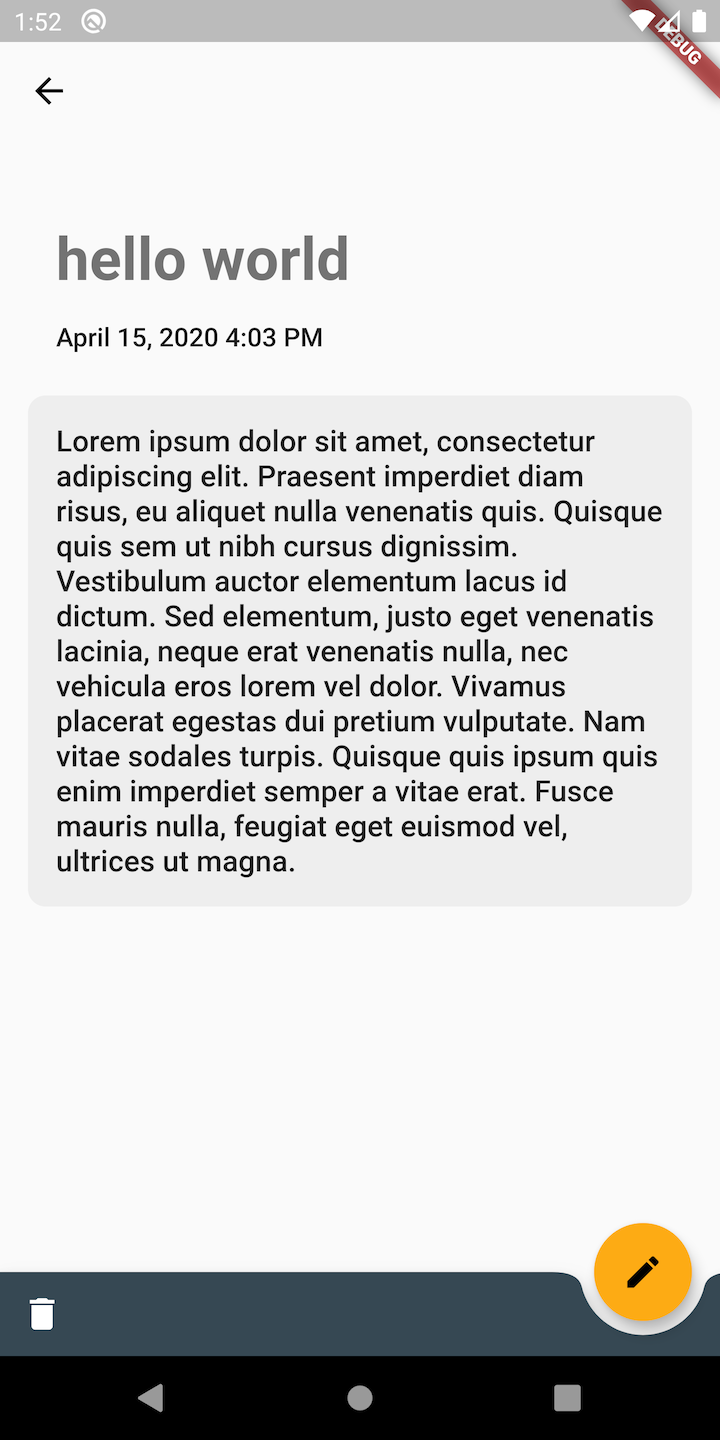 1:52
DEBUG
hello world
April 15, 2020 4:03 PM
Lorem ipsum dolor sit amet, consectetur
adipiscing elit. Praesent imperdiet diam
risus, eu aliquet nulla venenatis quis. Quisque
quis sem ut nibh cursus dignissim.
Vestibulum auctor elementum lacus id
dictum. Sed elementum, justo eget venenatis
lacinia, neque erat venenatis nulla, nec
vehicula eros lorem vel dolor. Vivamus
placerat egestas dui pretium vulputate. Nam
vitae sodales turpis. Quisque quis ipsum quis
enim imperdiet semper a vitae erat. Fusce
mauris nulla, feugiat eget euismod vel,
ultrices ut magna.